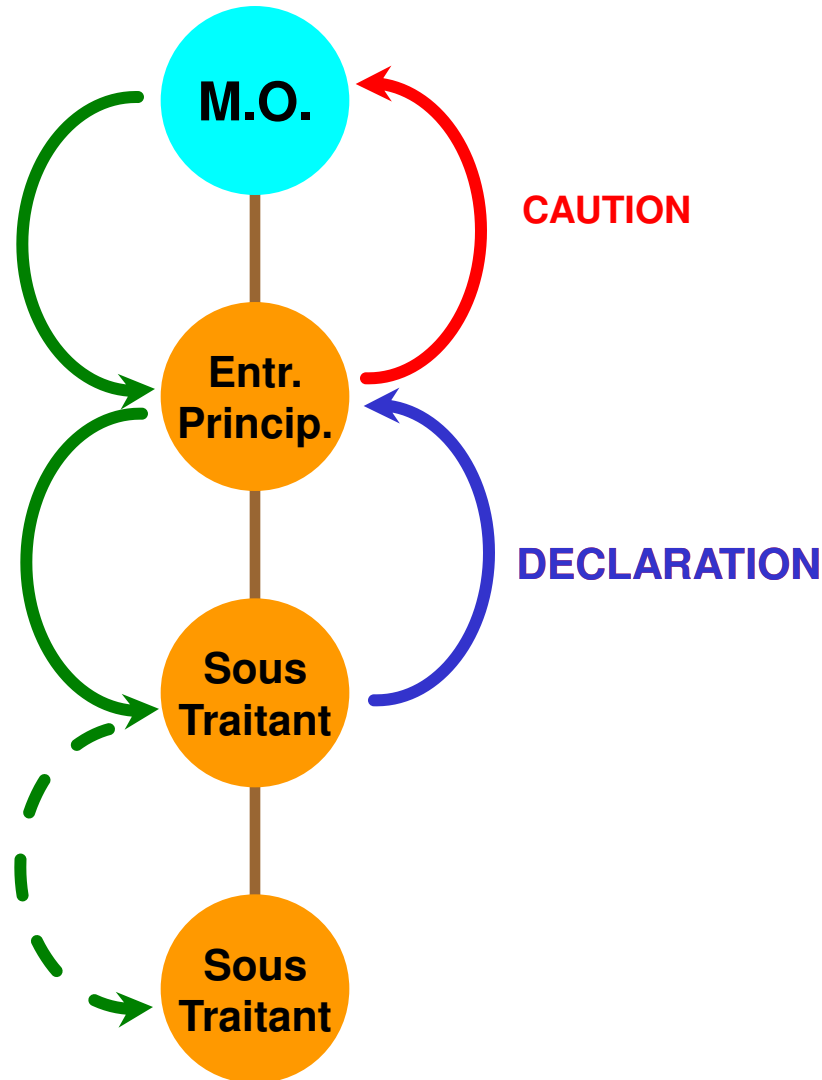 M.O.
CAUTION
Entr.
Princip.
DECLARATION
Sous
Traitant
Sous
Traitant